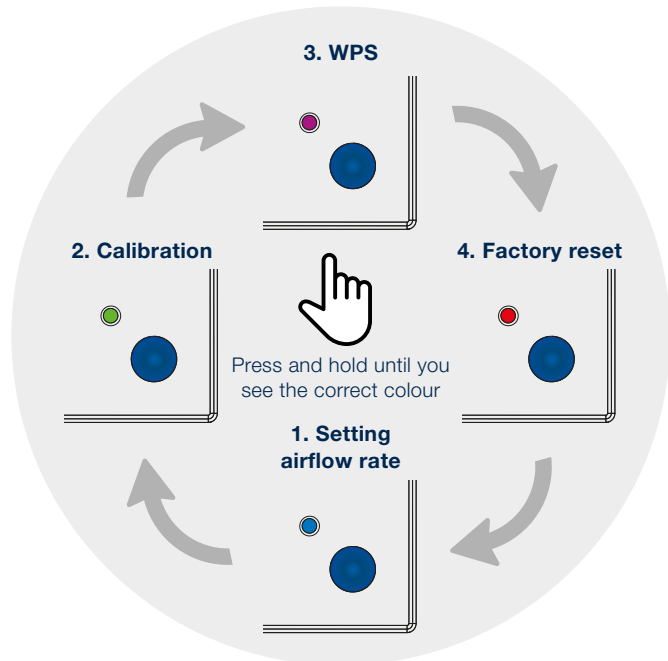 3. WPS
2. Calibration
4. Factory reset
Press and hold until you
see the correct colour
1. Setting
airflow rate